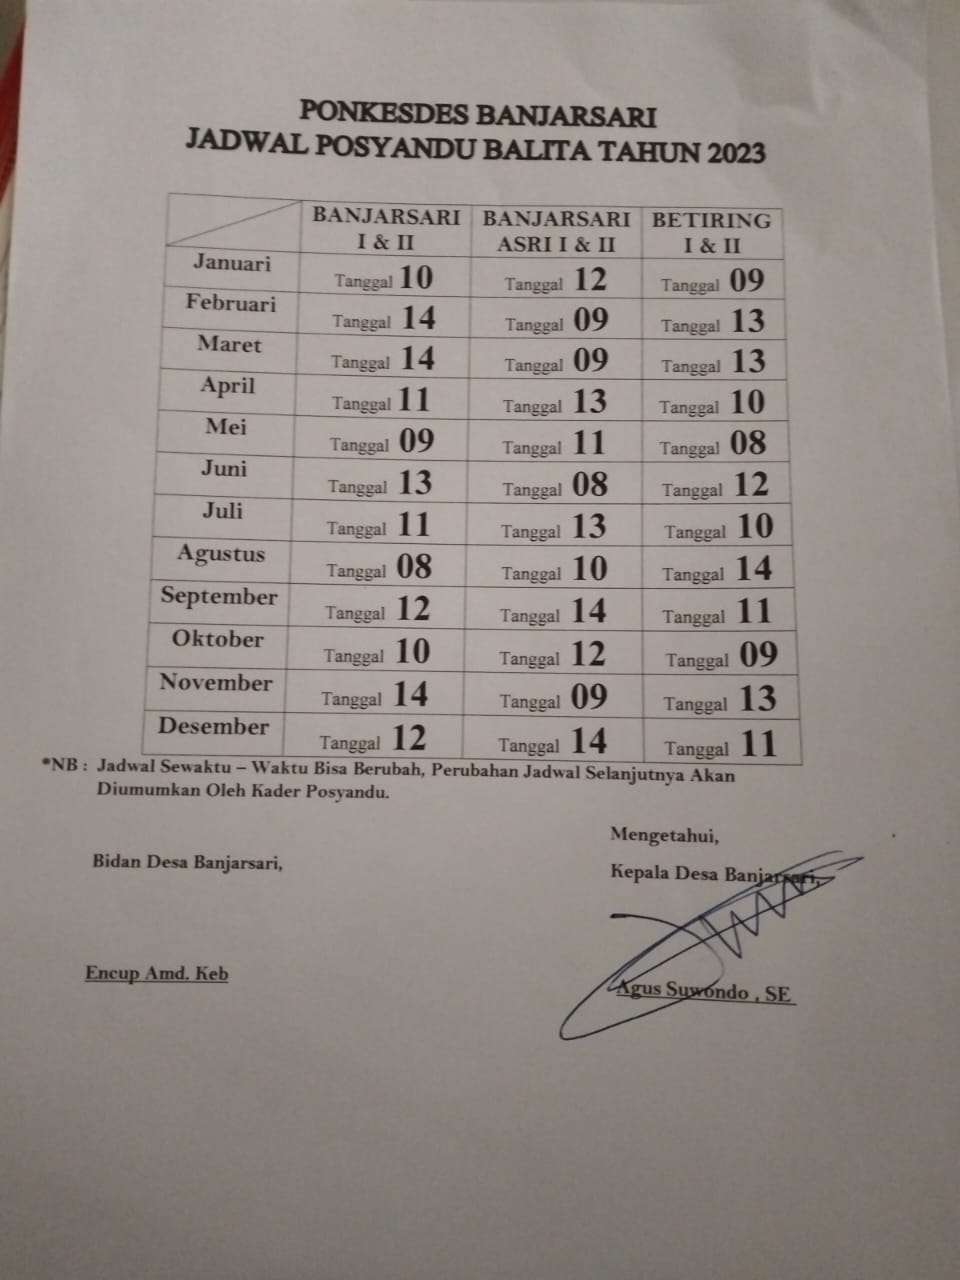 PONKESDES BANJARSARI
JADWAL POSYANDU BALITA TAHUN 2023
BANJARSARI I & II BANJARSARI ASRI I & II BETIRING I & II
Januari Tanggal 10 Tanggal 12 Tanggal 09
Februari Tanggal 14 Tanggal 09 Tanggal 13
Maret Tanggal 14 Tanggal 09 Tanggal 13
April Tanggal 11 Tanggal 13 Tanggal 10
Mei Tanggal 09 Tanggal 11 Tanggal 08
Juni Tanggal 13 Tanggal 08 Tanggal 12
Juli Tanggal 11 Tanggal 13 Tanggal 10
Agustus Tanggal 08 Tanggal 10 Tanggal 14
September Tanggal 12 Tanggal 14 Tanggal 11
Oktober Tanggal 10 Tanggal 12 Tanggal 09
November Tanggal 14 Tanggal 09 Tanggal 13
Desember Tanggal 12 Tanggal 14 Tanggal 11
*NB : Jadwal Sewaktu – Waktu Bisa Berubah, Perubahan Jadwal Selanjutnya Akan
Diumumkan Oleh Kader Posyandu.
Mengetahui,
Bidan Desa Banjarsari,
Kepala Desa Banjarsari,
Encup Amd. Keb
Agus Suwondo , SE